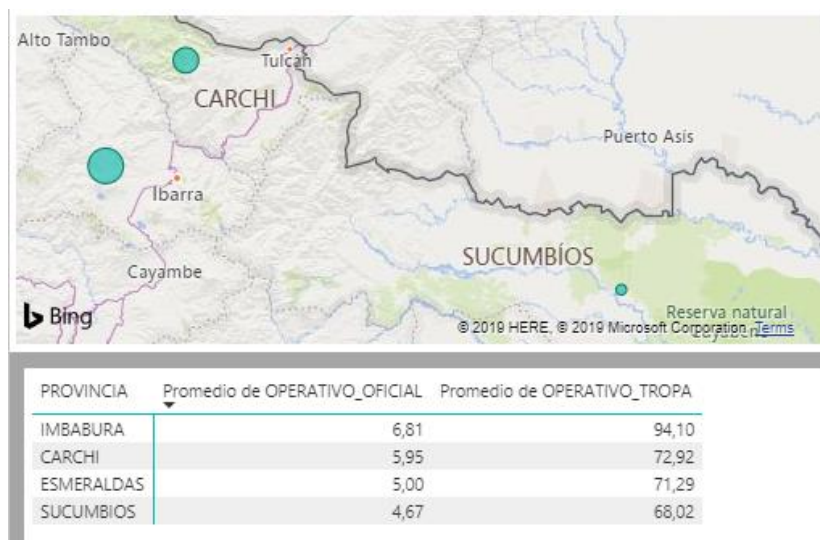 Alto Tambo
Tulcán
CARCHI
Puerto Asís
Ibarra
SUCUMBÍOS
Cayambe
Bing
Reserva natural
© 2019 HERE, © 2019 Microsoft Corporation Terms
PROVINCIA Promedio de OPERATIVO_OFICIAL Promedio de OPERATIVO_TROPA
IMBABURA 6,81 94,10
CARCHI 5,95 72,92
ESMERALDAS 5,00 71,29
SUCUMBIOS 4,67 68,02